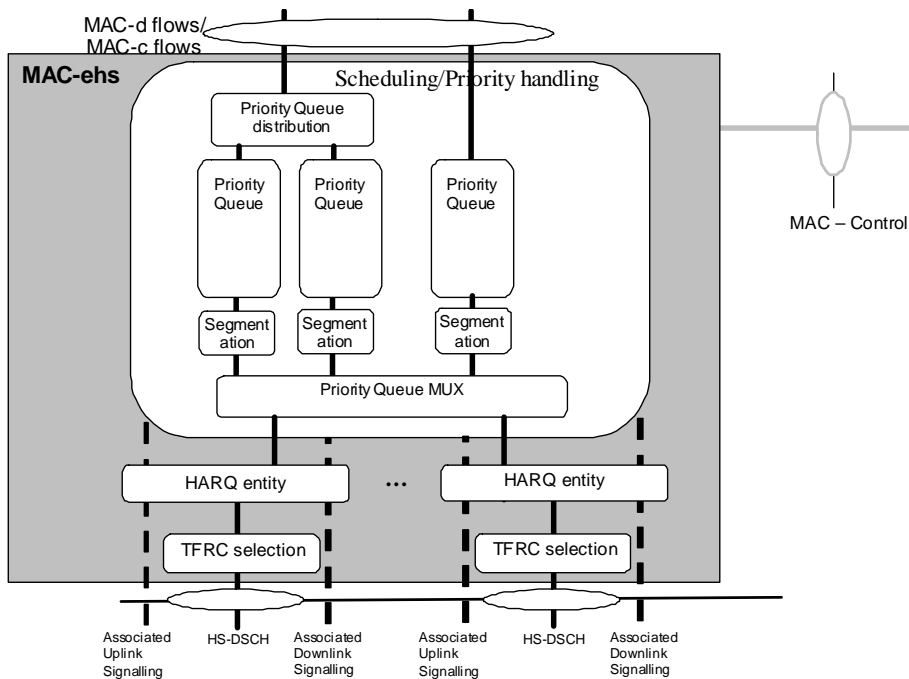 MAC-d flows/
MAC-c flows
MAC-ehs
Scheduling/Priority handling
Priority Queue
distribution
Priority
Queue
Priority
Queue
Priority
Queue
Segment
ation
Segment
ation
Segment
ation
Priority Queue MUX
MAC – Control
HARQ entity
...
HARQ entity
TFRC selection
TFRC selection
Associated
Uplink
Signalling
HS-DSCH
Associated
Downlink
Signalling
Associated
Uplink
Signalling
HS-DSCH
Associated
Downlink
Signalling